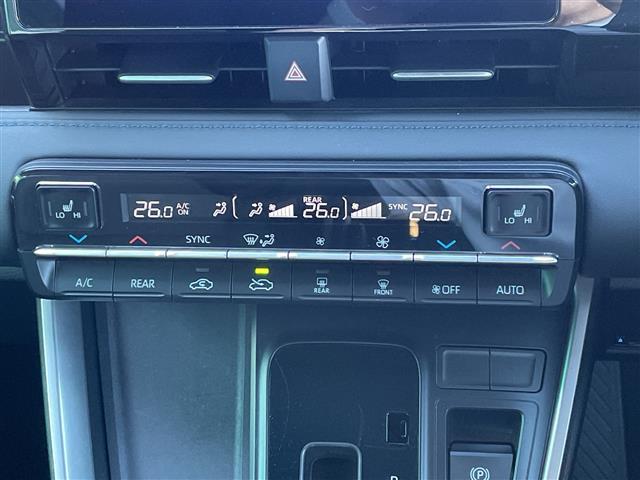 LO HI
26.0 A/C ON REAR 26.0 SYNC 26.0
LO HI
SYNC
A/C REAR REAR FRONT OFF AUTO
P